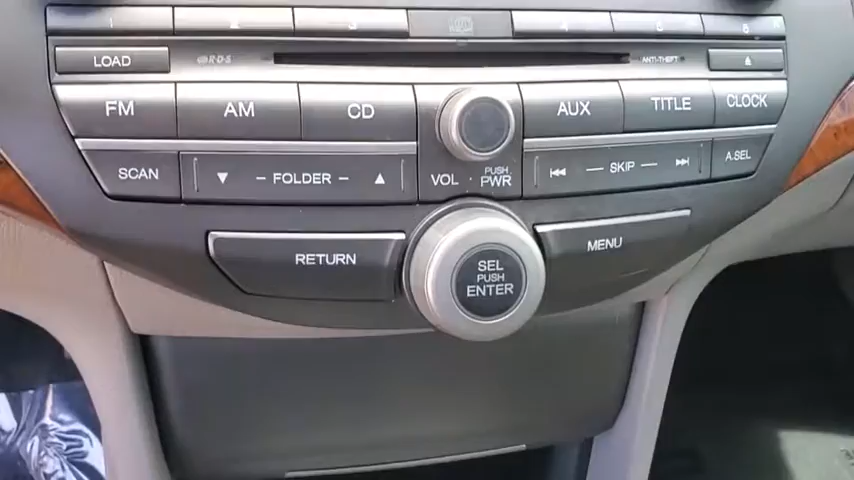 1 2 3 4 5 6
LOAD R·D·S ANTI-THEFT ▲
FM AM CD AUX TITLE CLOCK
SCAN ▼ — FOLDER — ▲ VOL PUSH PWR |◀◀ — SKIP — ▶▶| A.SEL
RETURN MENU
SEL
PUSH
ENTER